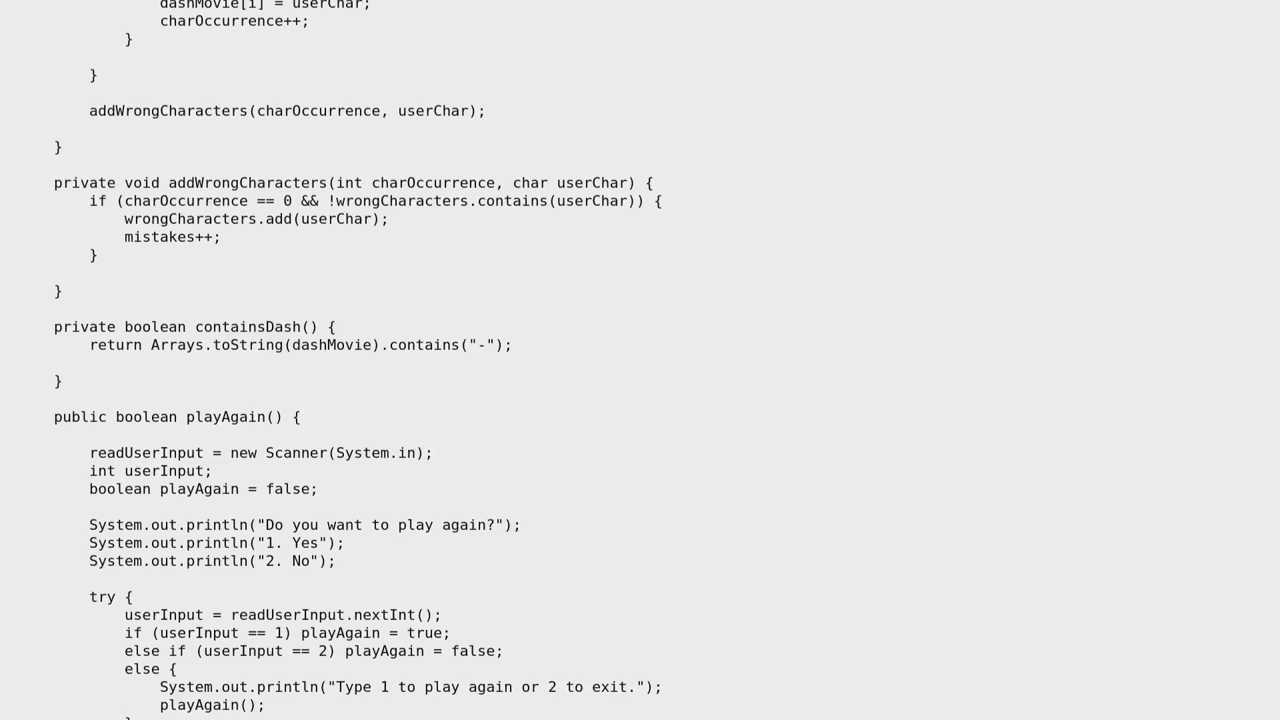 dashMovie[i] = userChar;
charOccurrence++;
}
}
addWrongCharacters(charOccurrence, userChar);
}
private void addWrongCharacters(int charOccurrence, char userChar) {
if (charOccurrence == 0 && !wrongCharacters.contains(userChar)) {
wrongCharacters.add(userChar);
mistakes++;
}
}
private boolean containsDash() {
return Arrays.toString(dashMovie).contains("-");
}
public boolean playAgain() {
readUserInput = new Scanner(System.in);
int userInput;
boolean playAgain = false;
System.out.println("Do you want to play again?");
System.out.println("1. Yes");
System.out.println("2. No");
try {
userInput = readUserInput.nextInt();
if (userInput == 1) playAgain = true;
else if (userInput == 2) playAgain = false;
else {
System.out.println("Type 1 to play again or 2 to exit.");
playAgain();
}